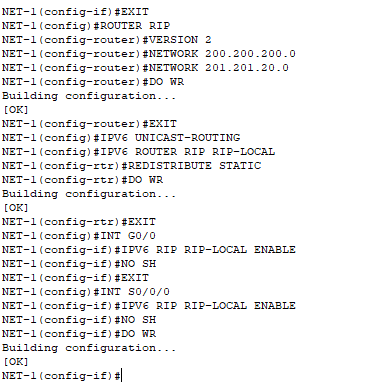 NET-1(config-if)#EXIT
NET-1(config)#ROUTER RIP
NET-1(config-router)#VERSION 2
NET-1(config-router)#NETWORK 200.200.200.0
NET-1(config-router)#NETWORK 201.201.20.0
NET-1(config-router)#DO WR
Building configuration...
[OK]
NET-1(config-router)#EXIT
NET-1(config)#IPV6 UNICAST-ROUTING
NET-1(config)#IPV6 ROUTER RIP RIP-LOCAL
NET-1(config-rtr)#REDISTRIBUTE STATIC
NET-1(config-rtr)#DO WR
Building configuration...
[OK]
NET-1(config-rtr)#EXIT
NET-1(config)#INT G0/0
NET-1(config-if)#IPV6 RIP RIP-LOCAL ENABLE
NET-1(config-if)#NO SH
NET-1(config-if)#EXIT
NET-1(config)#INT S0/0/0
NET-1(config-if)#IPV6 RIP RIP-LOCAL ENABLE
NET-1(config-if)#NO SH
NET-1(config-if)#DO WR
Building configuration...
[OK]
NET-1(config-if)#